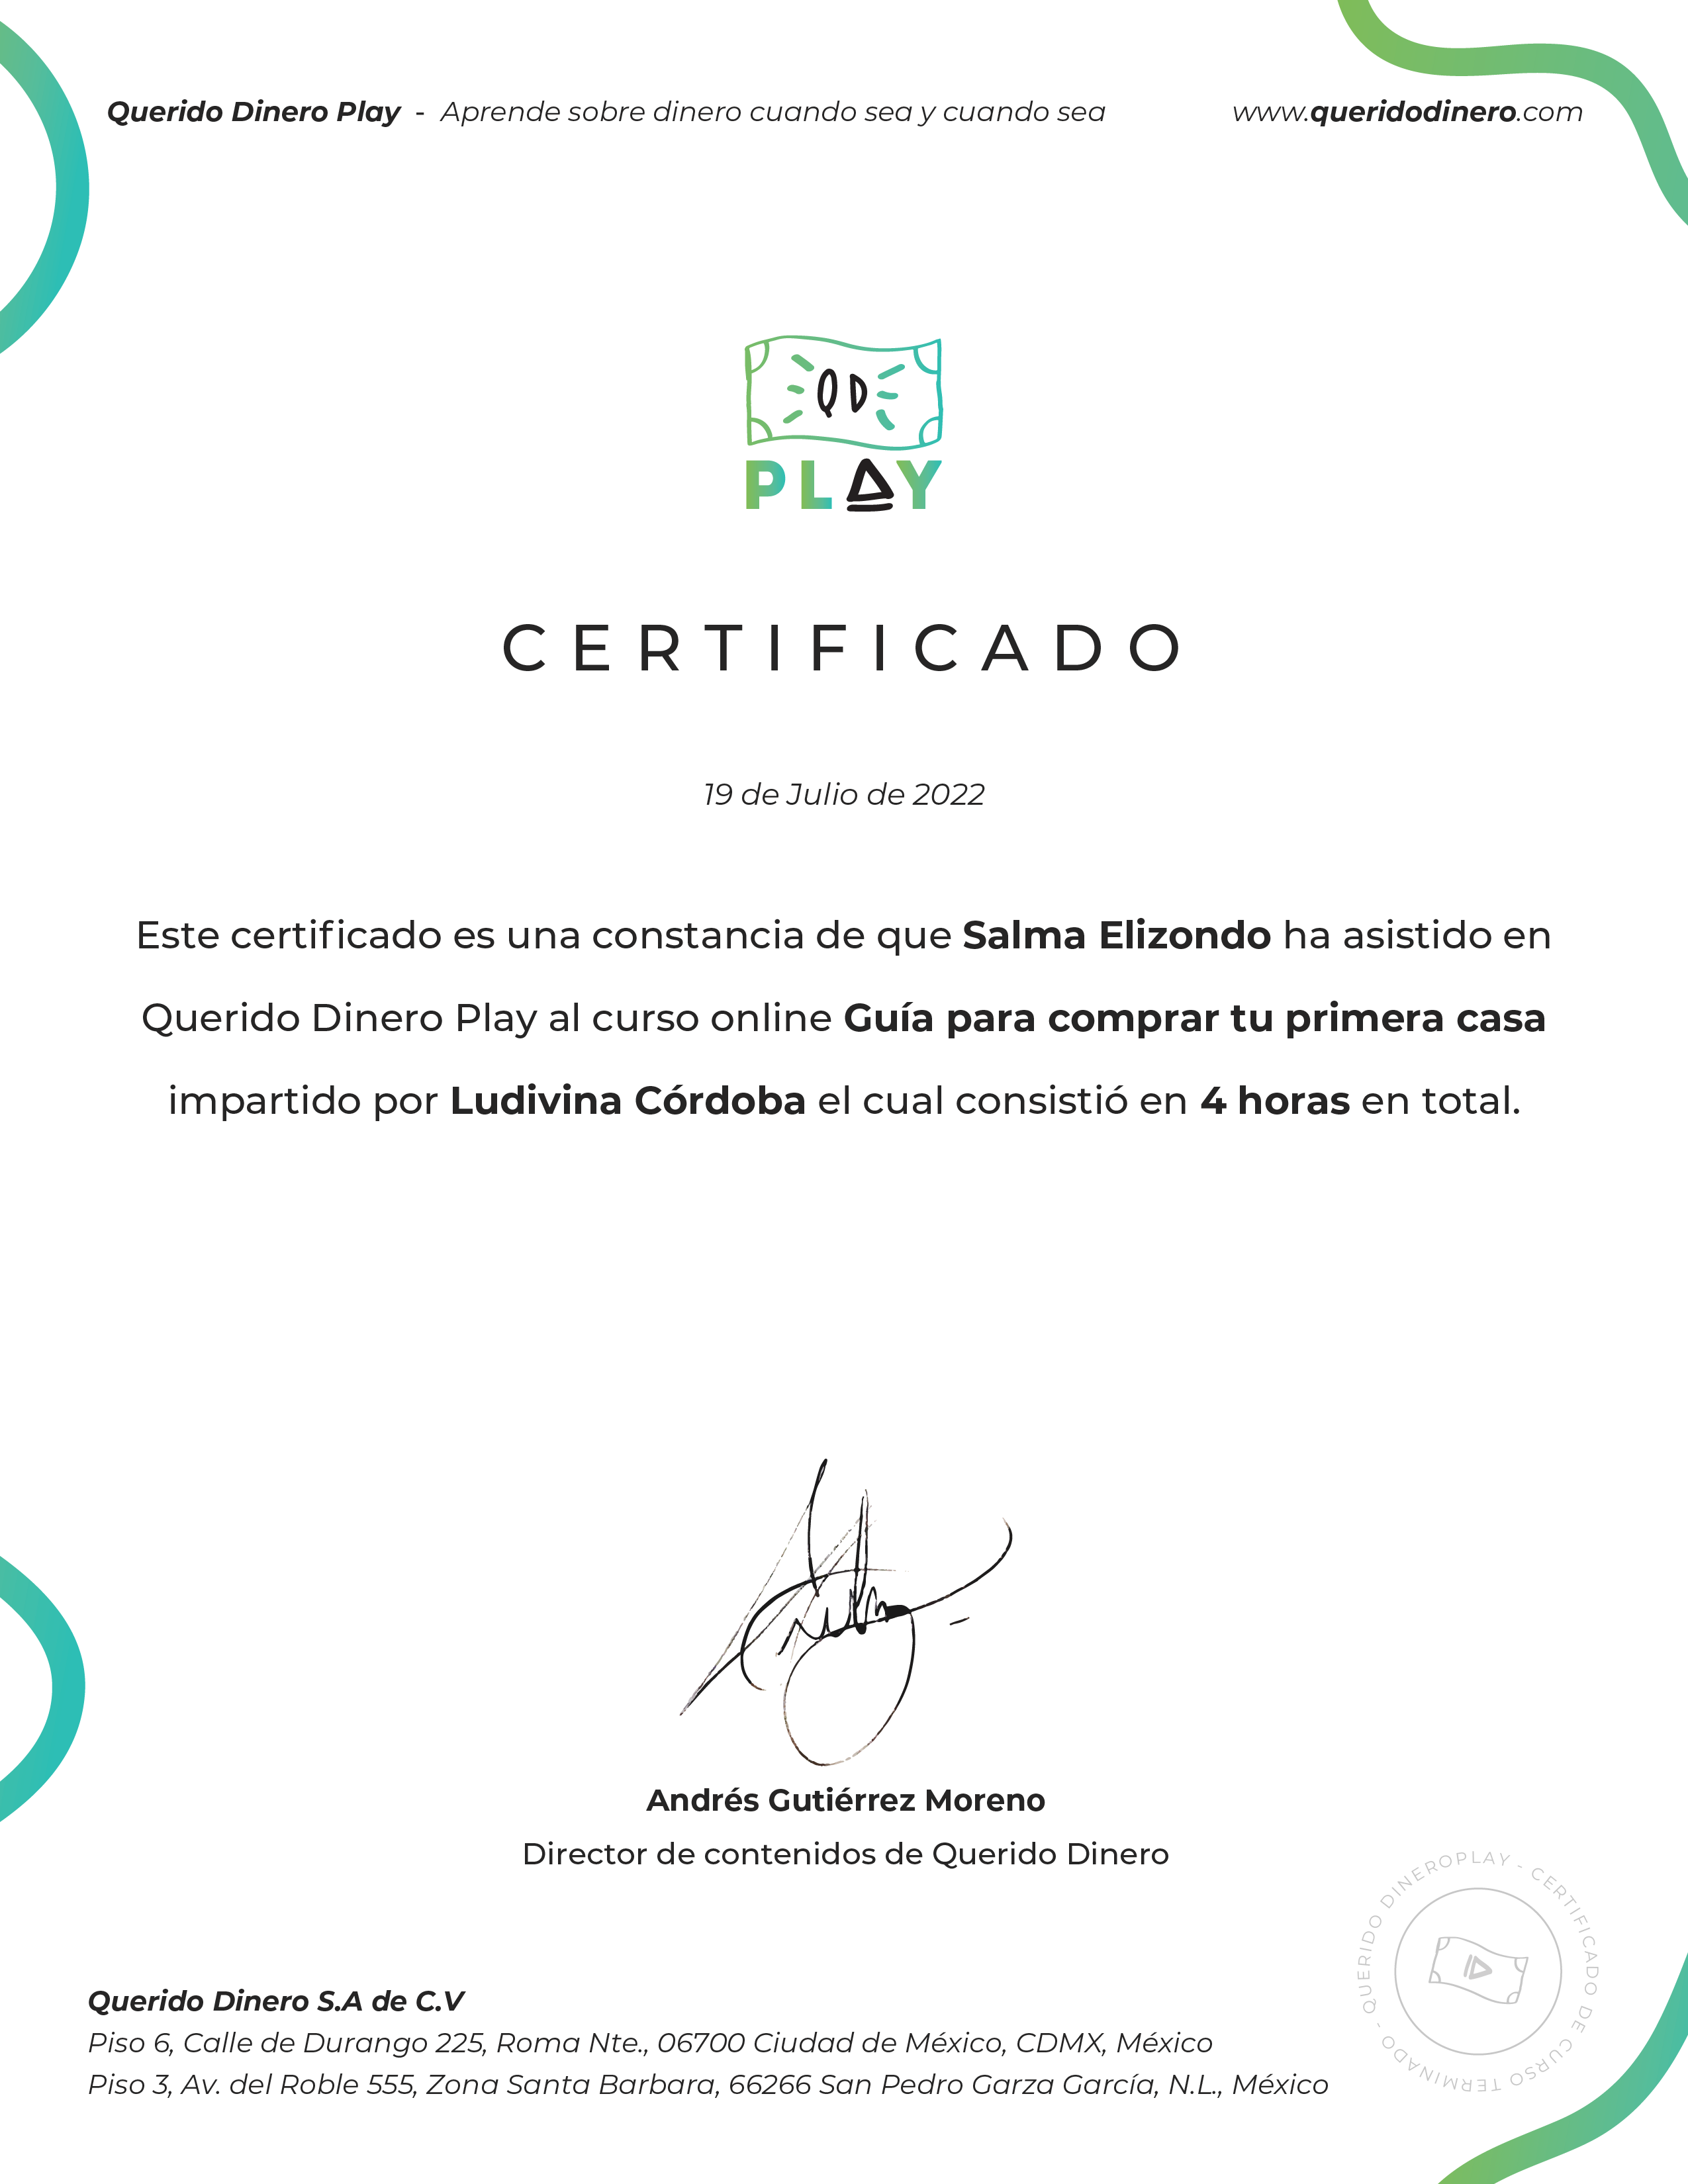 Querido Dinero Play - Aprende sobre dinero cuando sea y cuando sea
www.queridodinero.com
QD
PLAY
CERTIFICADO
19 de Julio de 2022
Este certificado es una constancia de que Salma Elizondo ha asistido en
Querido Dinero Play al curso online Guía para comprar tu primera casa
impartido por Ludivina Córdoba el cual consistió en 4 horas en total.
Andrés Gutiérrez Moreno
Director de contenidos de Querido Dinero
QUERIDO DINEROPLAY - CERTIFICADO DE CURSO TERMINADO -
Querido Dinero S.A de C.V
Piso 6, Calle de Durango 225, Roma Nte., 06700 Ciudad de México, CDMX, México
Piso 3, Av. del Roble 555, Zona Santa Barbara, 66266 San Pedro Garza García, N.L., México